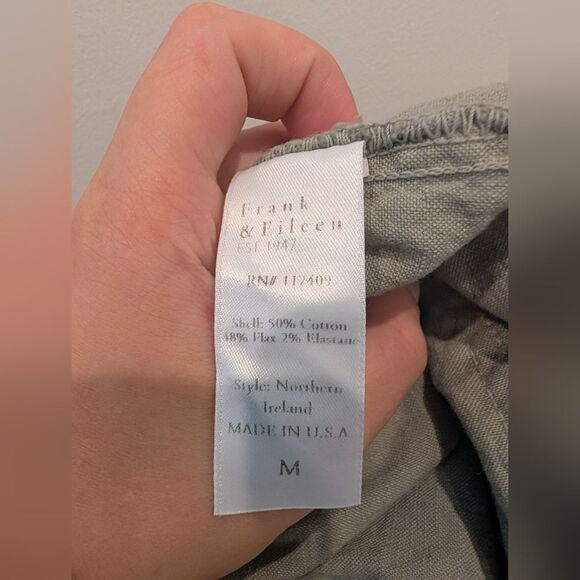 Frank
& Eileen
EST 1947
RN# 117409
Shell: 50% Cotton
48% Flax 2% Elastane
Style: Northern
Ireland
MADE IN U.S.A
M